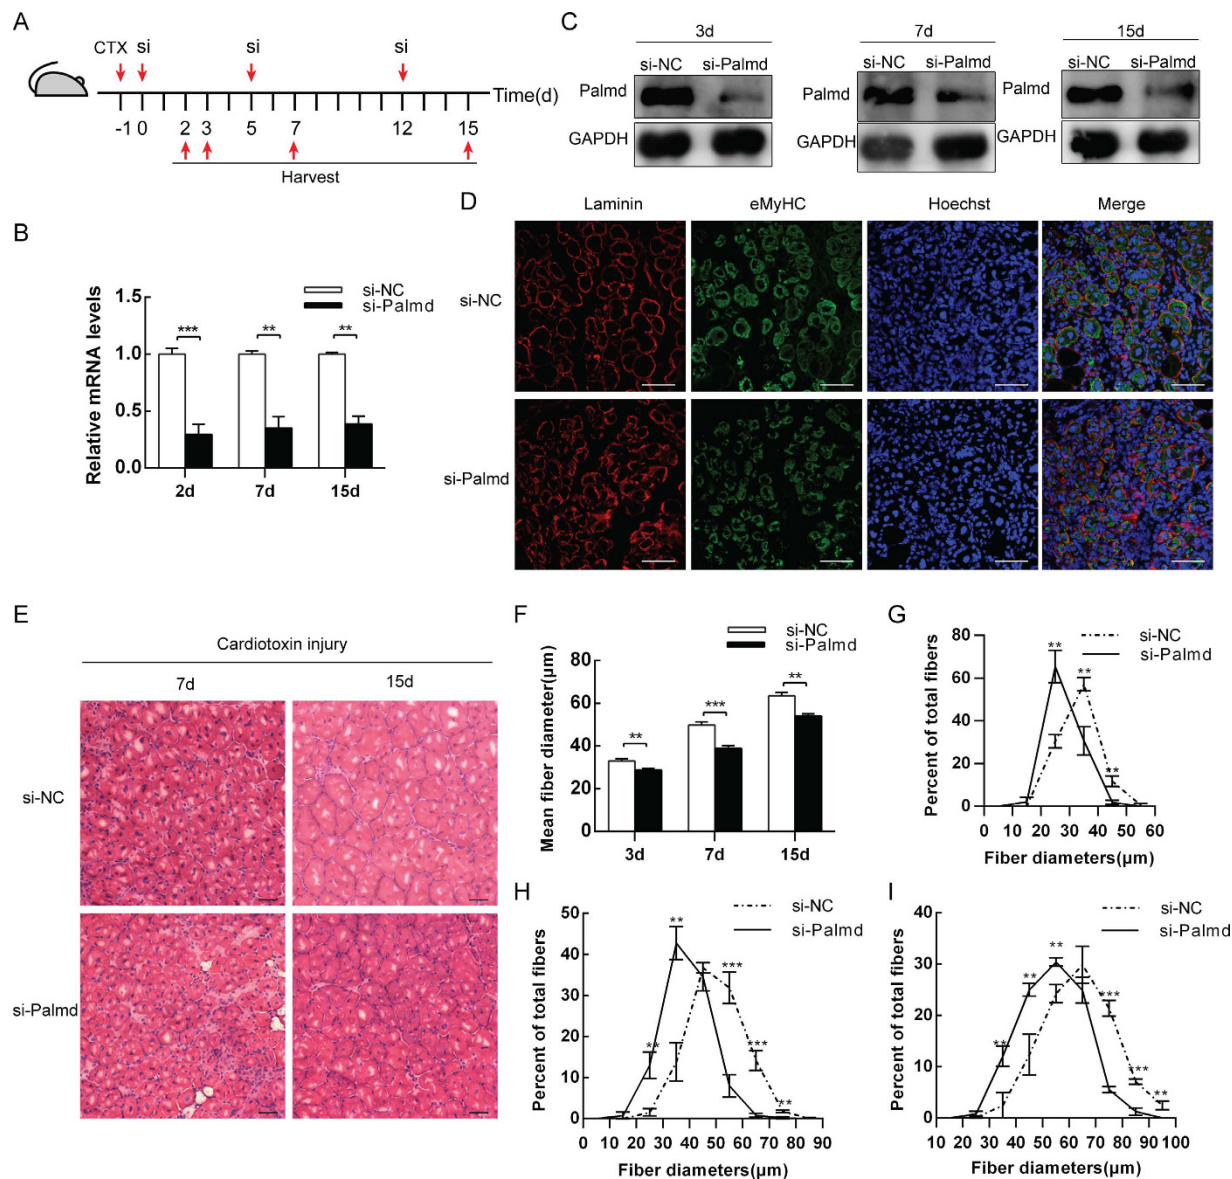 A
CTX si si si
Time(d)
-1 0 2 3 5 7 12 15
Harvest
B
si-NC
si-Palmd
Relative mRNA levels
1.5
1.0
0.5
0.0
*** ** **
2d 7d 15d
C
3d 7d 15d
si-NC si-Palmd si-NC si-Palmd si-NC si-Palmd
Palmd Palmd Palmd
GAPDH GAPDH GAPDH
D
Laminin eMyHC Hoechst Merge
si-NC
si-Palmd
E
Cardiotoxin injury
7d 15d
si-NC
si-Palmd
F
si-NC
si-Palmd
Mean fiber diameter(μm)
80
60
40
20
0
** *** **
3d 7d 15d
G
si-NC
si-Palmd
Percent of total fibers
80
60
40
20
0
** **
0 10 20 30 40 50 60
Fiber diameters(μm)
H
si-NC
si-Palmd
Percent of total fibers
50
40
30
20
10
0
** ** *** *** **
0 10 20 30 40 50 60 70 80 90
Fiber diameters(μm)
I
si-NC
si-Palmd
Percent of total fibers
40
30
20
10
0
** ** ** *** *** **
10 20 30 40 50 60 70 80 90 100
Fiber diameters(μm)